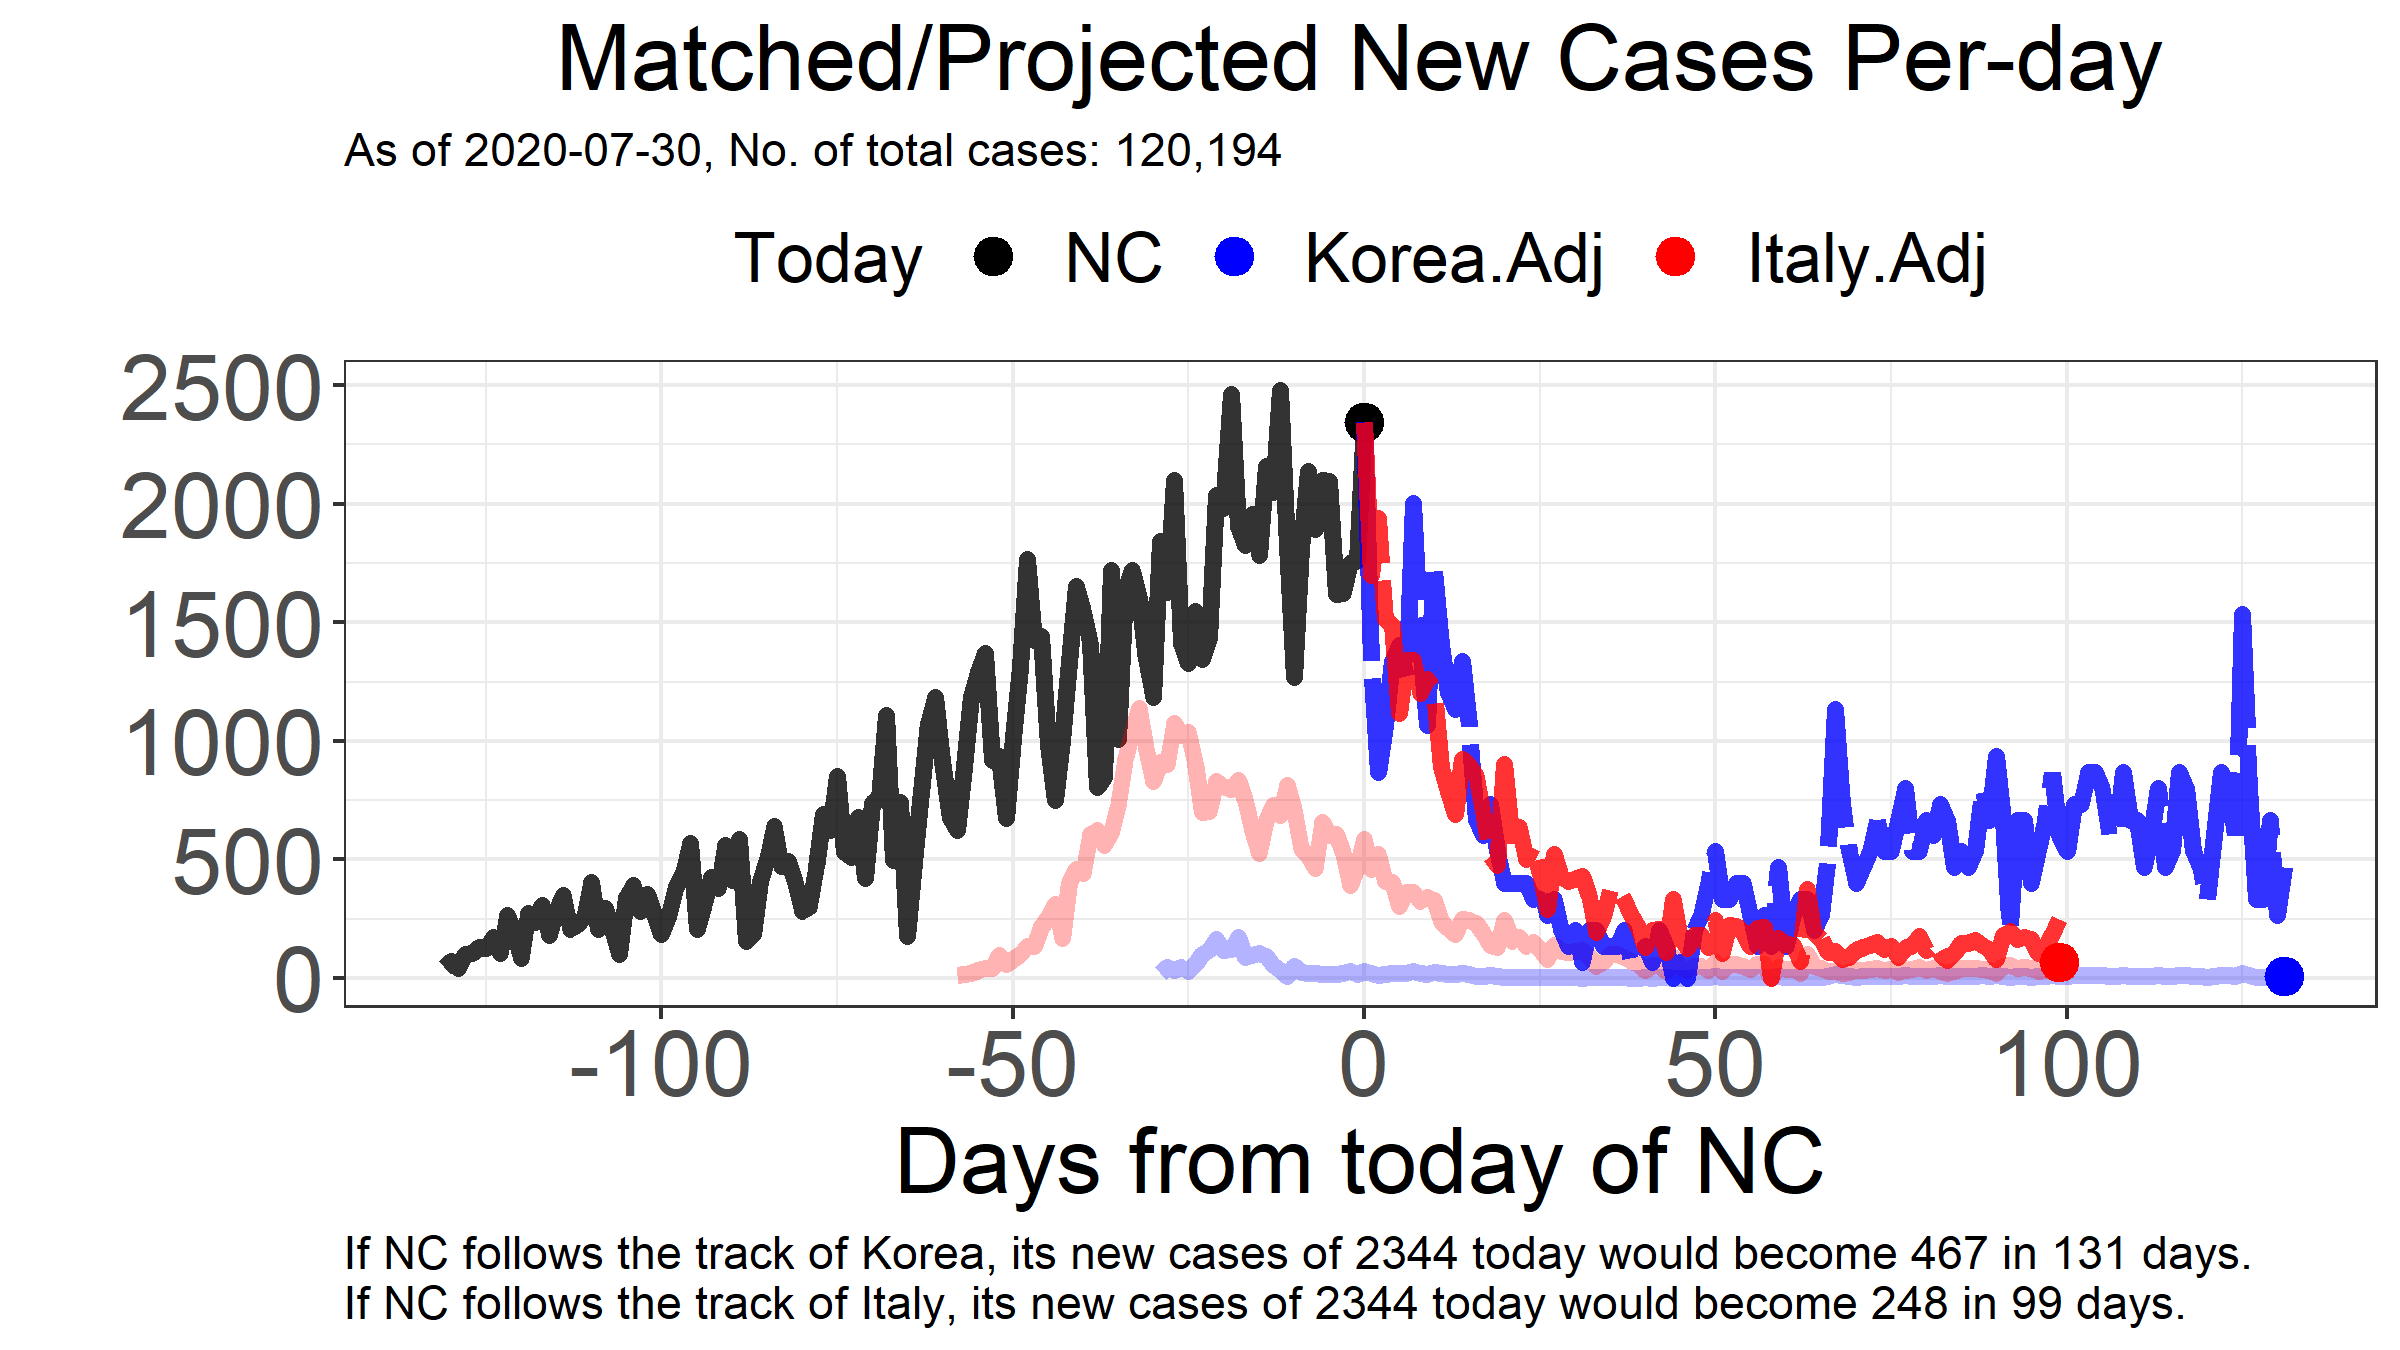 Matched/Projected New Cases Per-day
As of 2020-07-30, No. of total cases: 120,194
Today NC Korea.Adj Italy.Adj
2500
2000
1500
1000
500
0
-100 -50 0 50 100
Days from today of NC
If NC follows the track of Korea, its new cases of 2344 today would become 467 in 131 days.
If NC follows the track of Italy, its new cases of 2344 today would become 248 in 99 days.